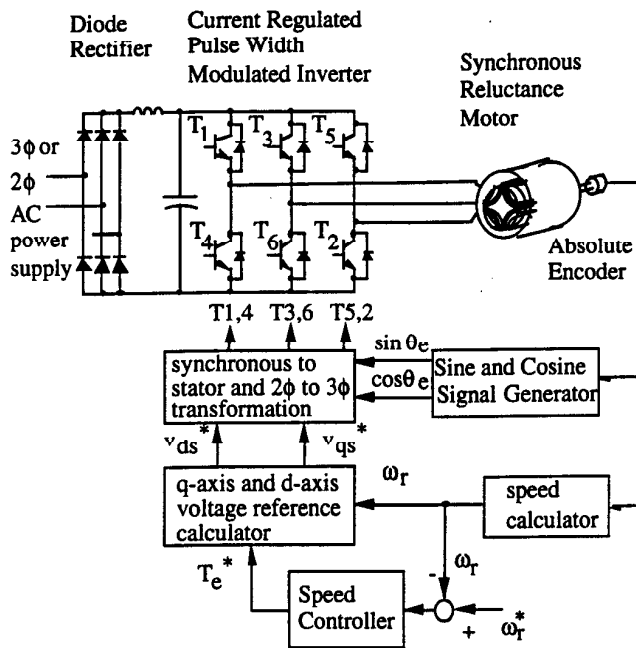 Diode
Rectifier
Current Regulated
Pulse Width
Modulated Inverter
Synchronous
Reluctance
Motor
3ϕ or
2ϕ
AC
power
supply
T1
T3
T5
T4
T6
T2
Absolute
Encoder
T1,4 T3,6 T5,2
synchronous to
stator and 2ϕ to 3ϕ
transformation
sin θe
cosθe
Sine and Cosine
Signal Generator
vds*
vqs*
q-axis and d-axis
voltage reference
calculator
ωr
speed
calculator
Te*
Speed
Controller
-
ωr
+
ωr*